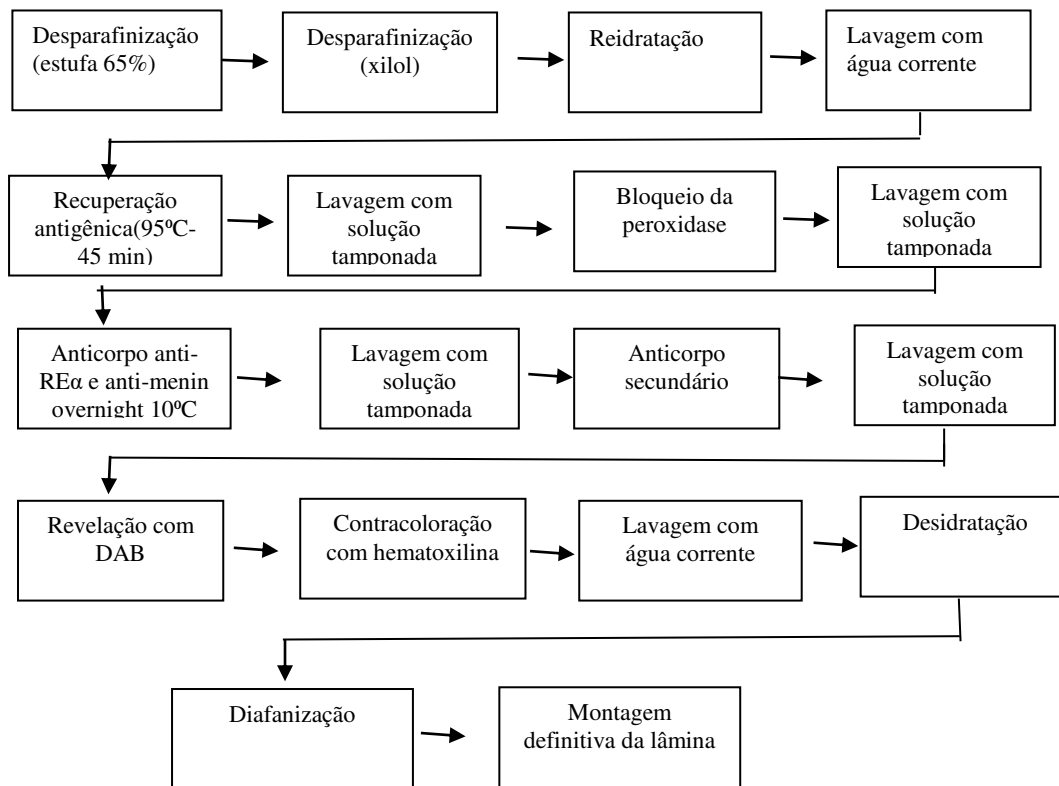 Desparafinização
(estufa 65%)
Desparafinização
(xilol)
Reidratação
Lavagem com
água corrente
Recuperação
antigênica(95ºC-
45 min)
Lavagem com
solução
tamponada
Bloqueio da
peroxidase
Lavagem com
solução
tamponada
Anticorpo anti-
REα e anti-menin
overnight 10ºC
Lavagem com
solução
tamponada
Anticorpo
secundário
Lavagem com
solução
tamponada
Revelação com
DAB
Contracoloração
com hematoxilina
Lavagem com
água corrente
Desidratação
Diafanização
Montagem
definitiva da lâmina